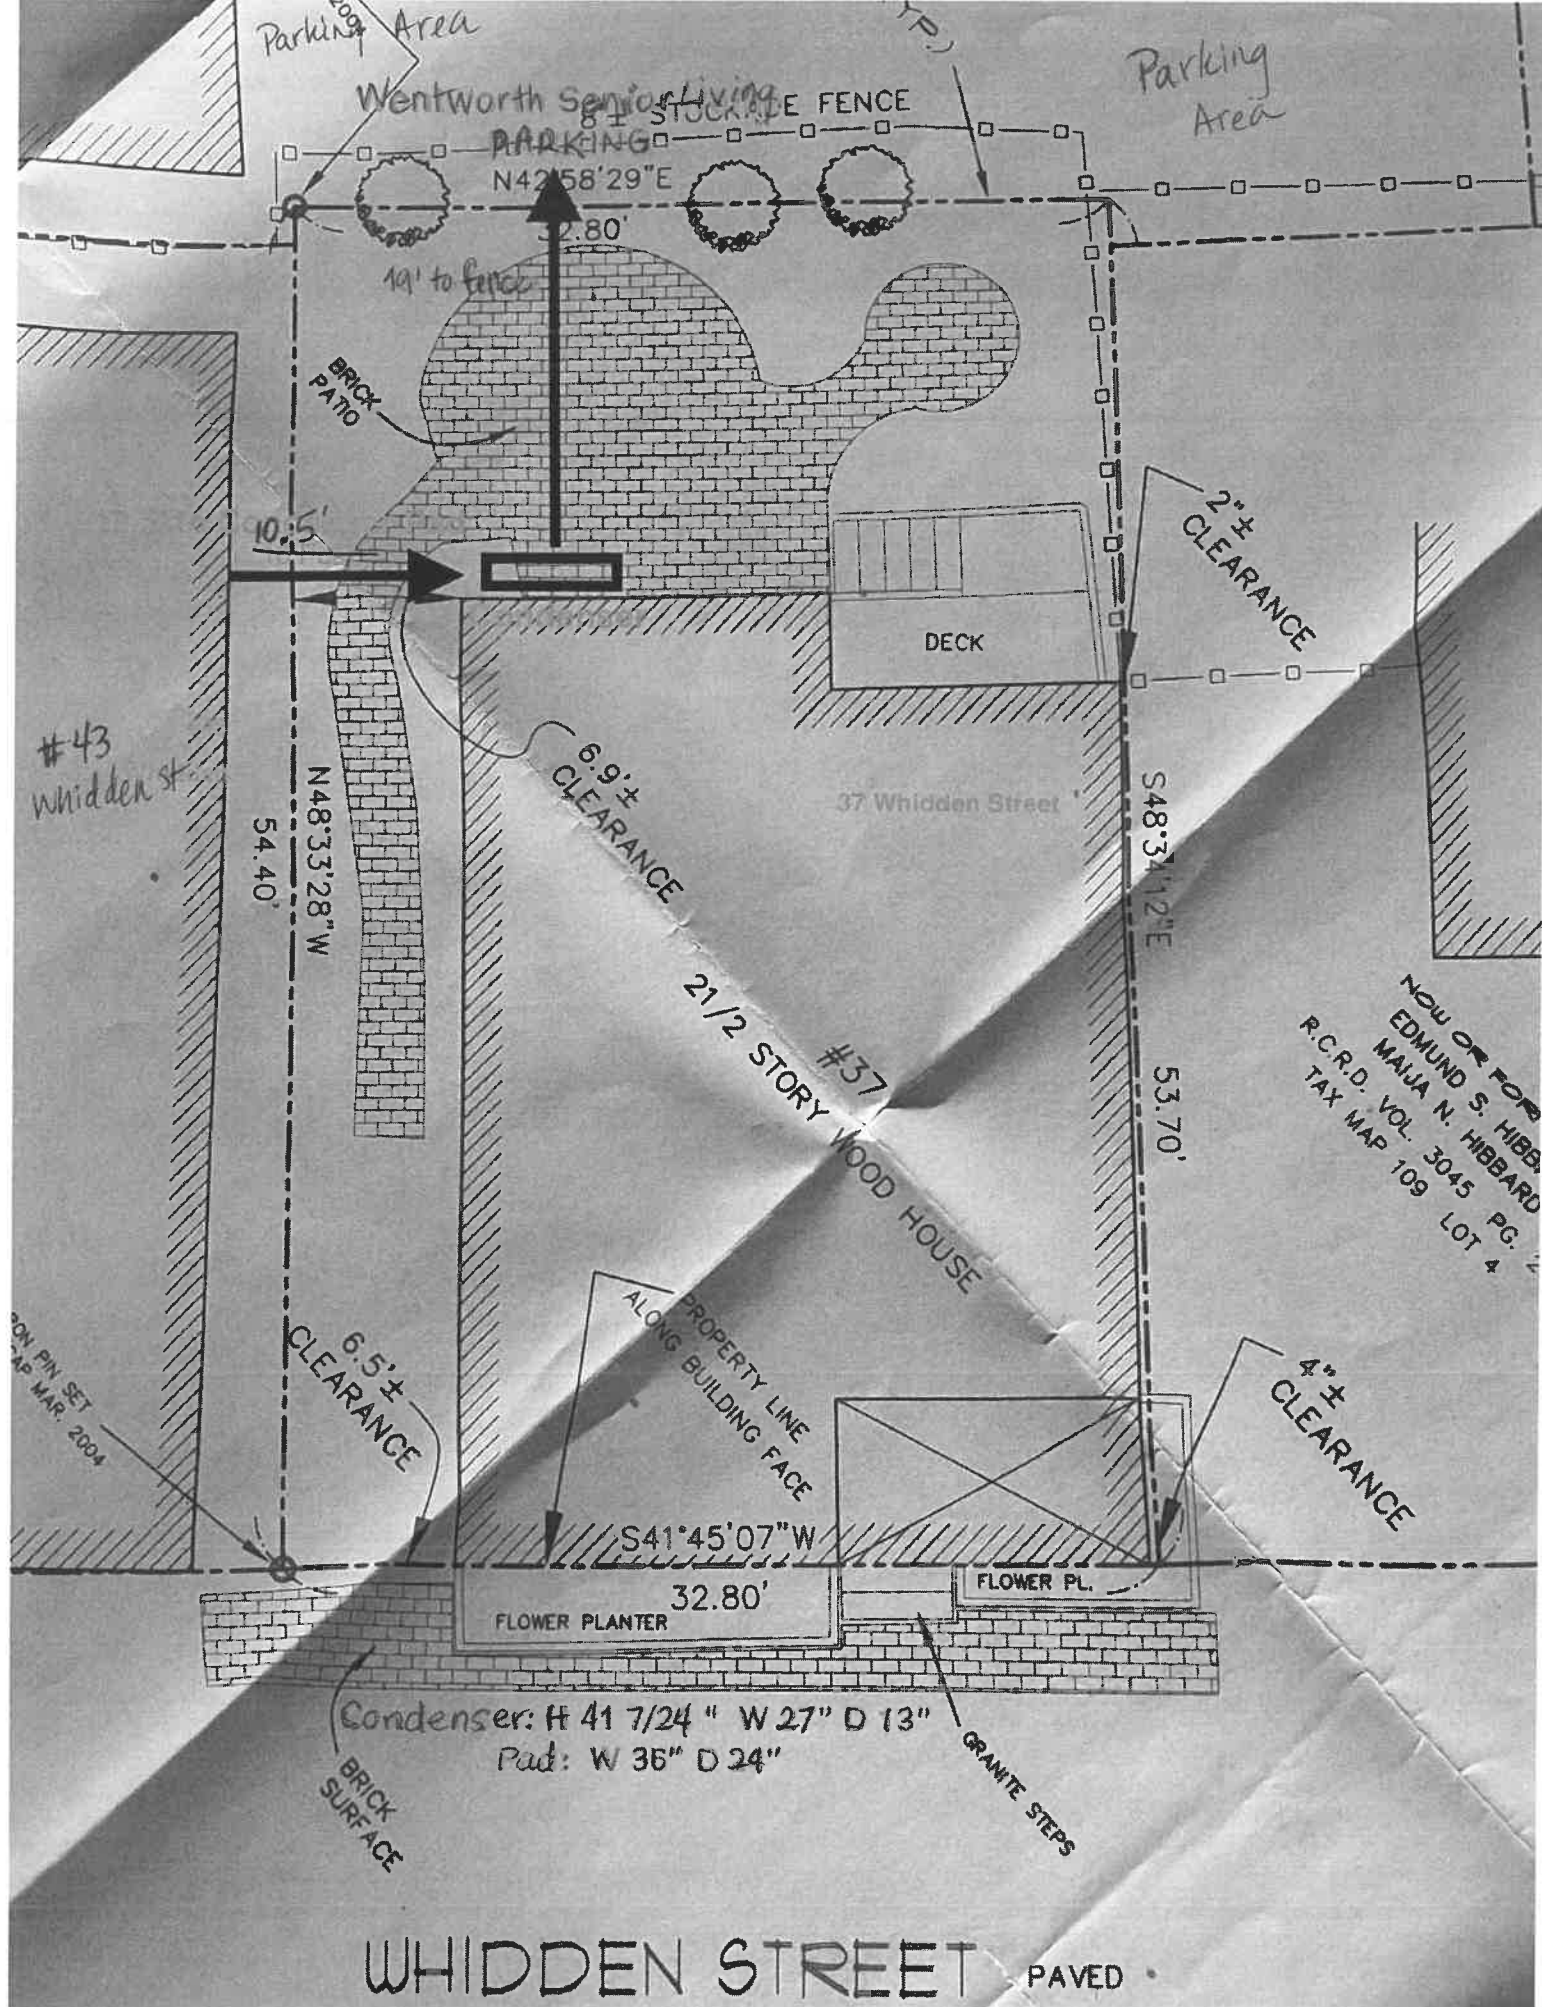 Parking Area
Wentworth Senior Living
PARKING
E FENCE
YP.)
Parking
Area
N42°58'29"E
32.80'
19' to fence
BRICK
PATIO
10.5'
2"±
CLEARANCE
DECK
#43
Whidden st.
6.9'±
CLEARANCE
37 Whidden Street
N48°33'28"W
54.40'
S48°34'12"E
53.70'
#37
2 1/2 STORY WOOD HOUSE
NOW OR FOR
EDMUND S. HIBB
MAIJA N. HIBBARD
R.C.R.D. VOL. 3045 PG.
TAX MAP 109 LOT 4
ON PIN SET
AP MAR. 2004
6.5'±
CLEARANCE
PROPERTY LINE
ALONG BUILDING FACE
4"±
CLEARANCE
S41°45'07"W
32.80'
FLOWER PLANTER
FLOWER PL.
Condenser: H 41 7/24" W 27" D 13"
Pad: W 36" D 24"
BRICK
SURFACE
GRANITE STEPS
WHIDDEN STREET PAVED